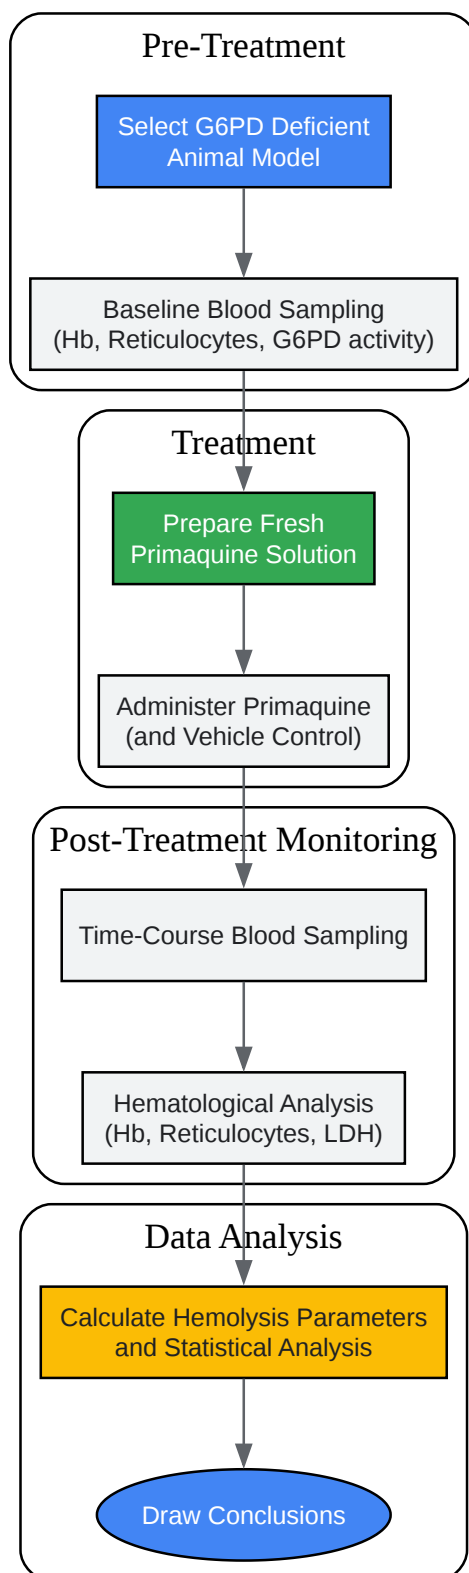 Pre-Treatment
Select G6PD Deficient
Animal Model
Baseline Blood Sampling
(Hb, Reticulocytes, G6PD activity)
Treatment
Prepare Fresh
Primaquine Solution
Administer Primaquine
(and Vehicle Control)
Post-Treatment Monitoring
Time-Course Blood Sampling
Hematological Analysis
(Hb, Reticulocytes, LDH)
Data Analysis
Calculate Hemolysis Parameters
and Statistical Analysis
Draw Conclusions